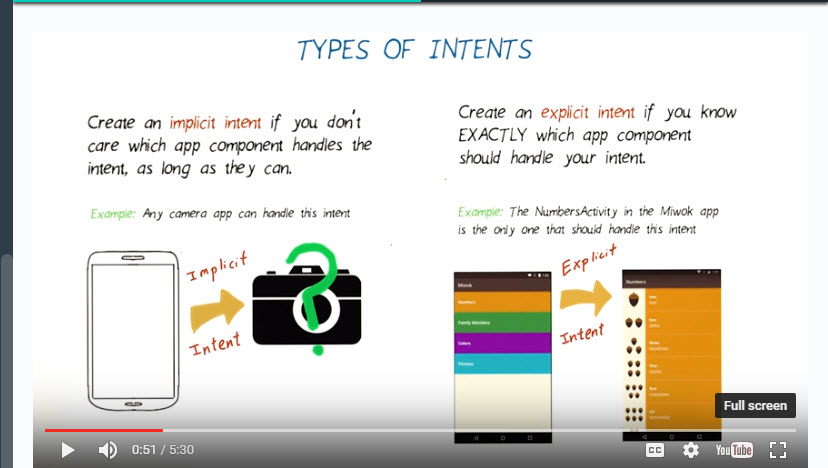 TYPES OF INTENTS
Create an implicit intent if you don't
care which app component handles the
intent, as long as they can.
Example: Any camera app can handle this intent
Implicit
Intent
?
Create an explicit intent if you know
EXACTLY which app component
should handle your intent.
Example: The NumbersActivity in the Miwok app
is the only one that should handle this intent
Miwok
Numbers
Family Members
Colors
Phrases
Explicit
Intent
Numbers
Full screen
0:51 / 5:30
CC
YouTube